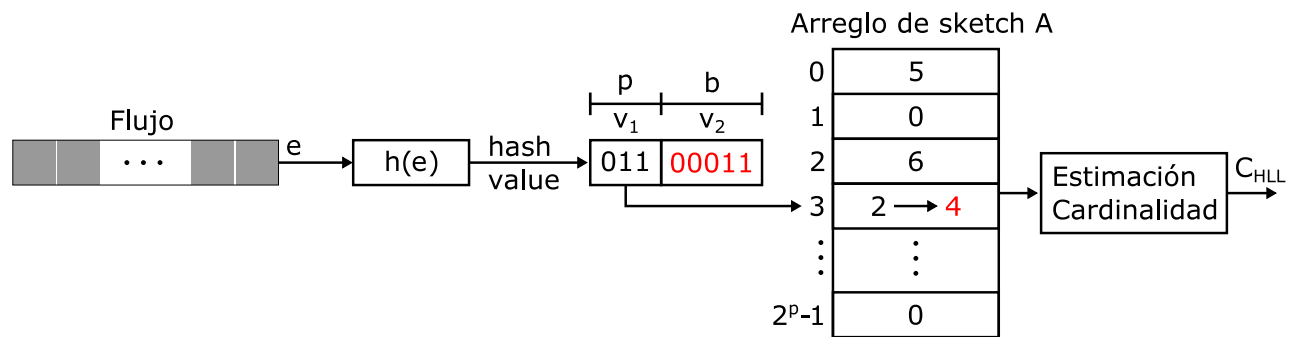 Arreglo de sketch A
Flujo
...
e
h(e)
hash
value
p
b
v₁
v₂
011
00011
0
5
1
0
2
6
3
2
4
⋮
⋮
2ᵖ-1
0
Estimación
Cardinalidad
C_HLL